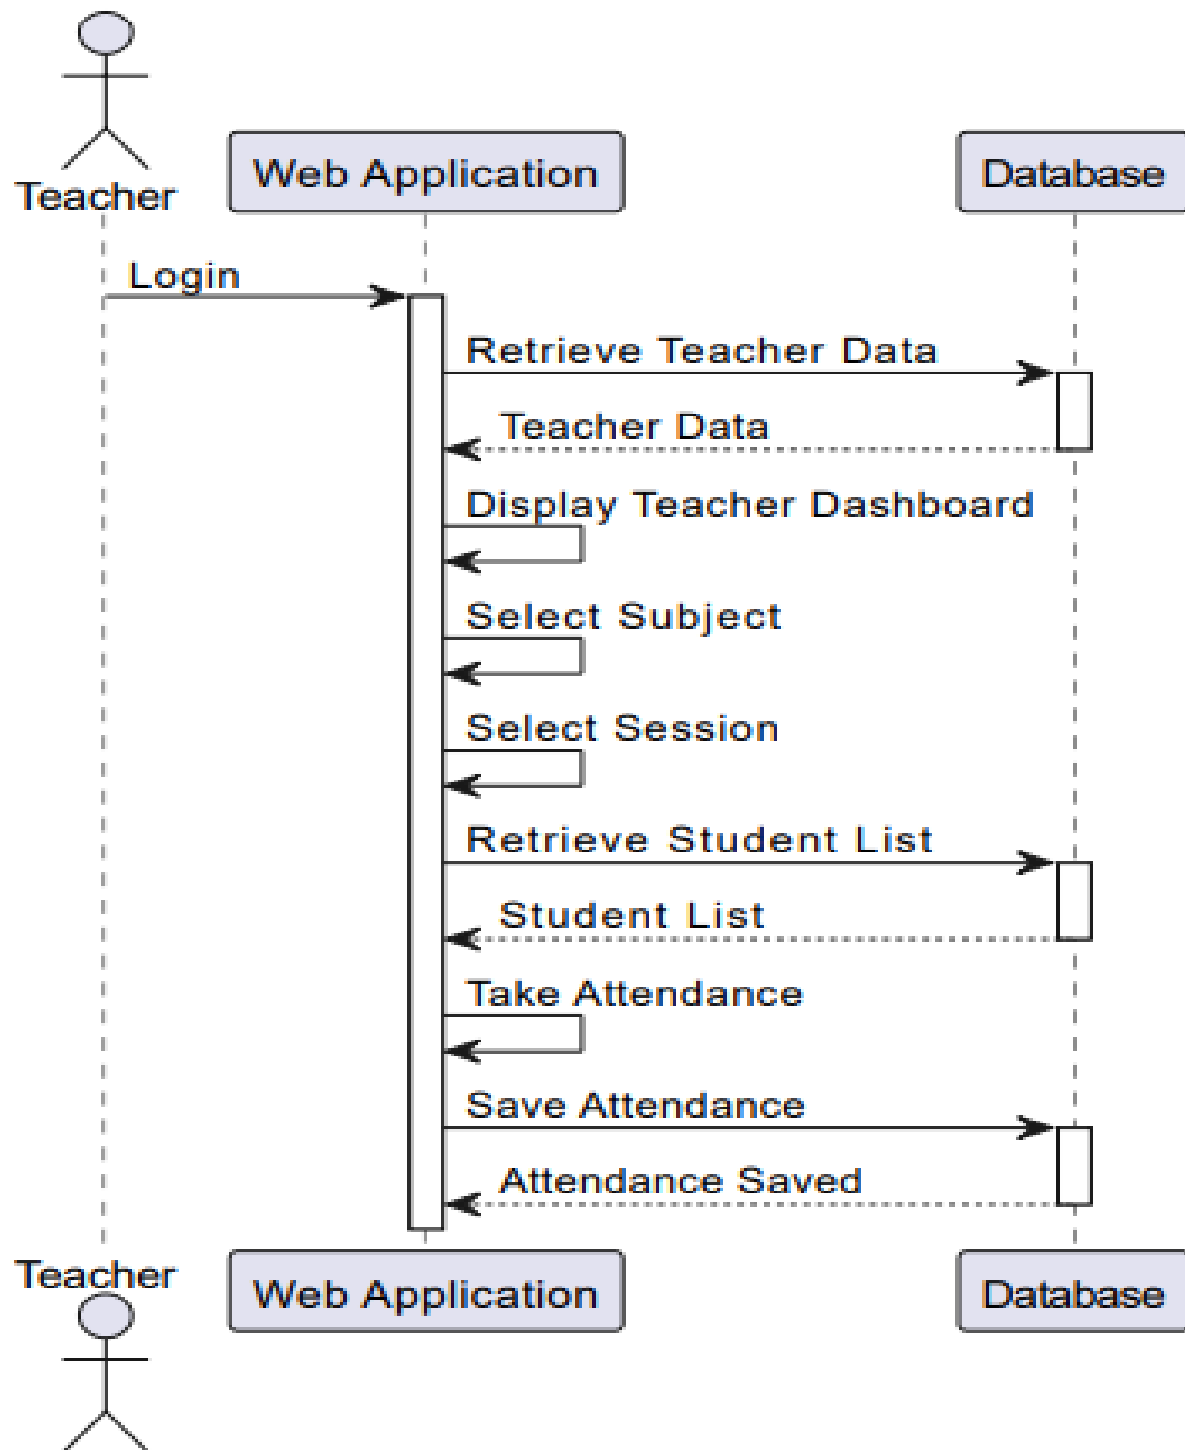 Teacher
Web Application
Database
Login
Retrieve Teacher Data
Teacher Data
Display Teacher Dashboard
Select Subject
Select Session
Retrieve Student List
Student List
Take Attendance
Save Attendance
Attendance Saved
Teacher
Web Application
Database